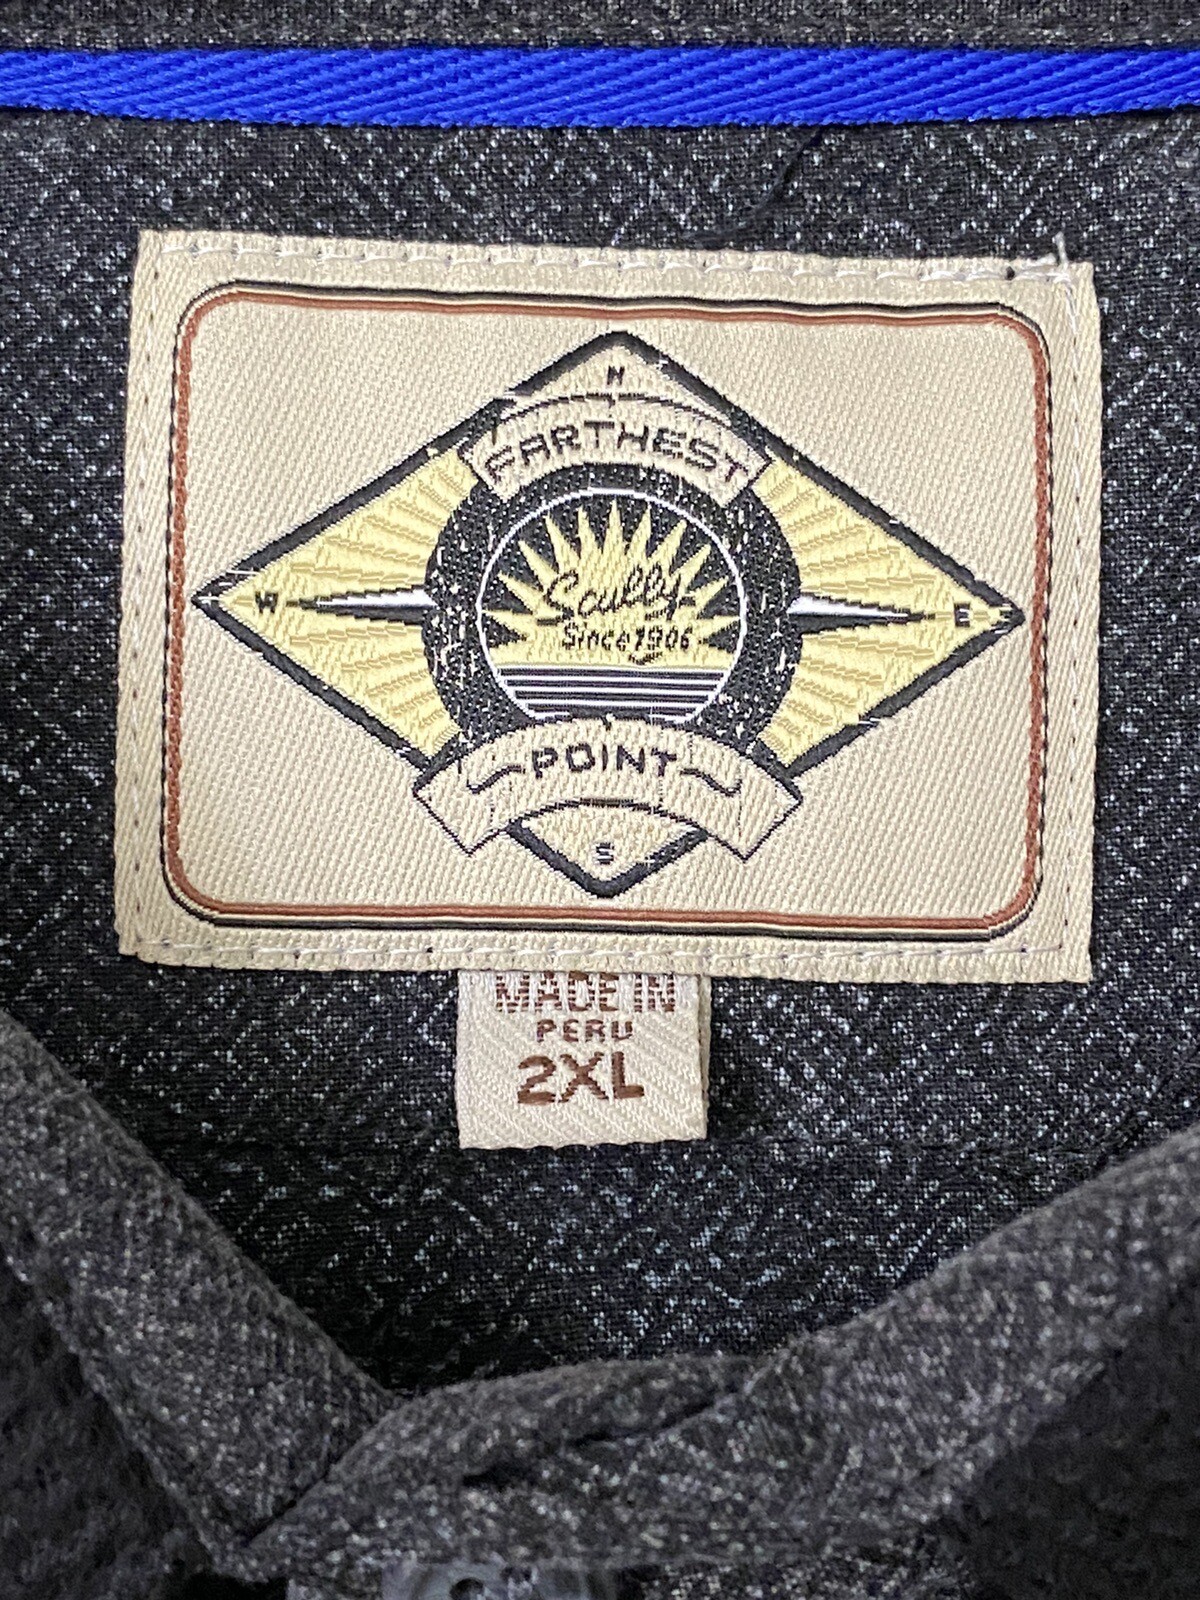 N
FARTHEST
W
Scully
E
Since 1906
POINT
S
MADE IN
PERU
2XL